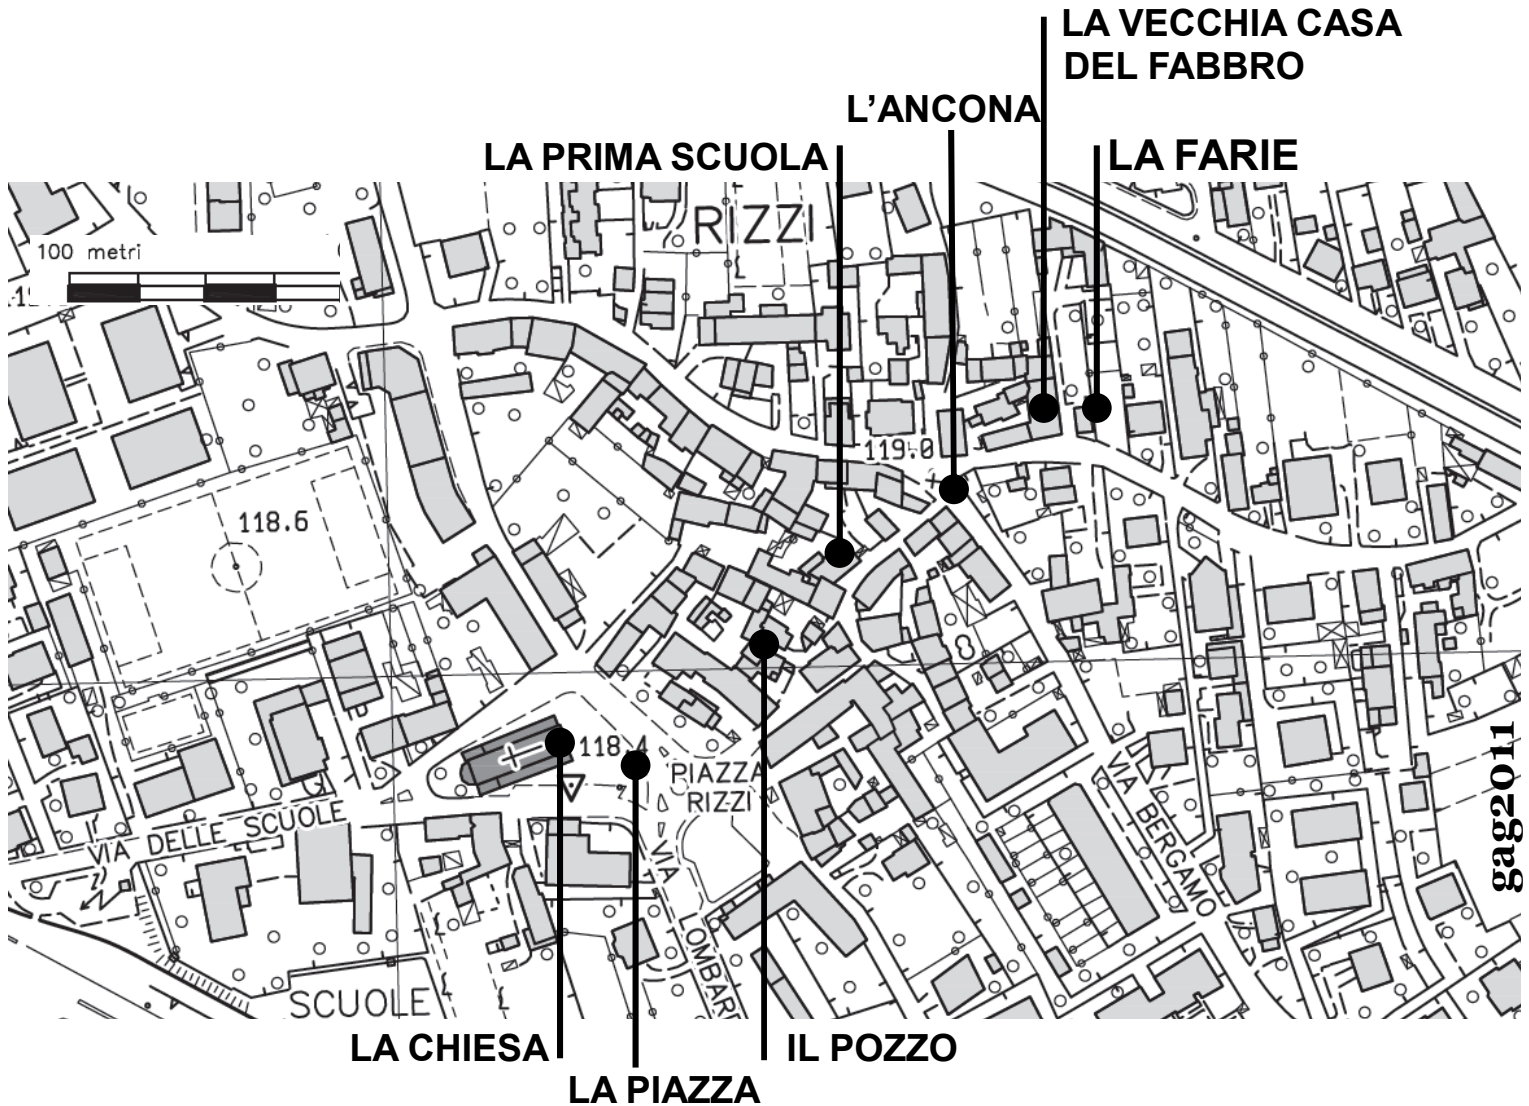 LA VECCHIA CASA
DEL FABBRO
L'ANCONA
LA PRIMA SCUOLA
LA FARIE
RIZZI
100 metri
119.0
118.6
118.4
PIAZZA
RIZZI
VIA DELLE SCUOLE
VIA BERGAMO
VIA
SCUOLE
gag2011
LA CHIESA
IL POZZO
LA PIAZZA